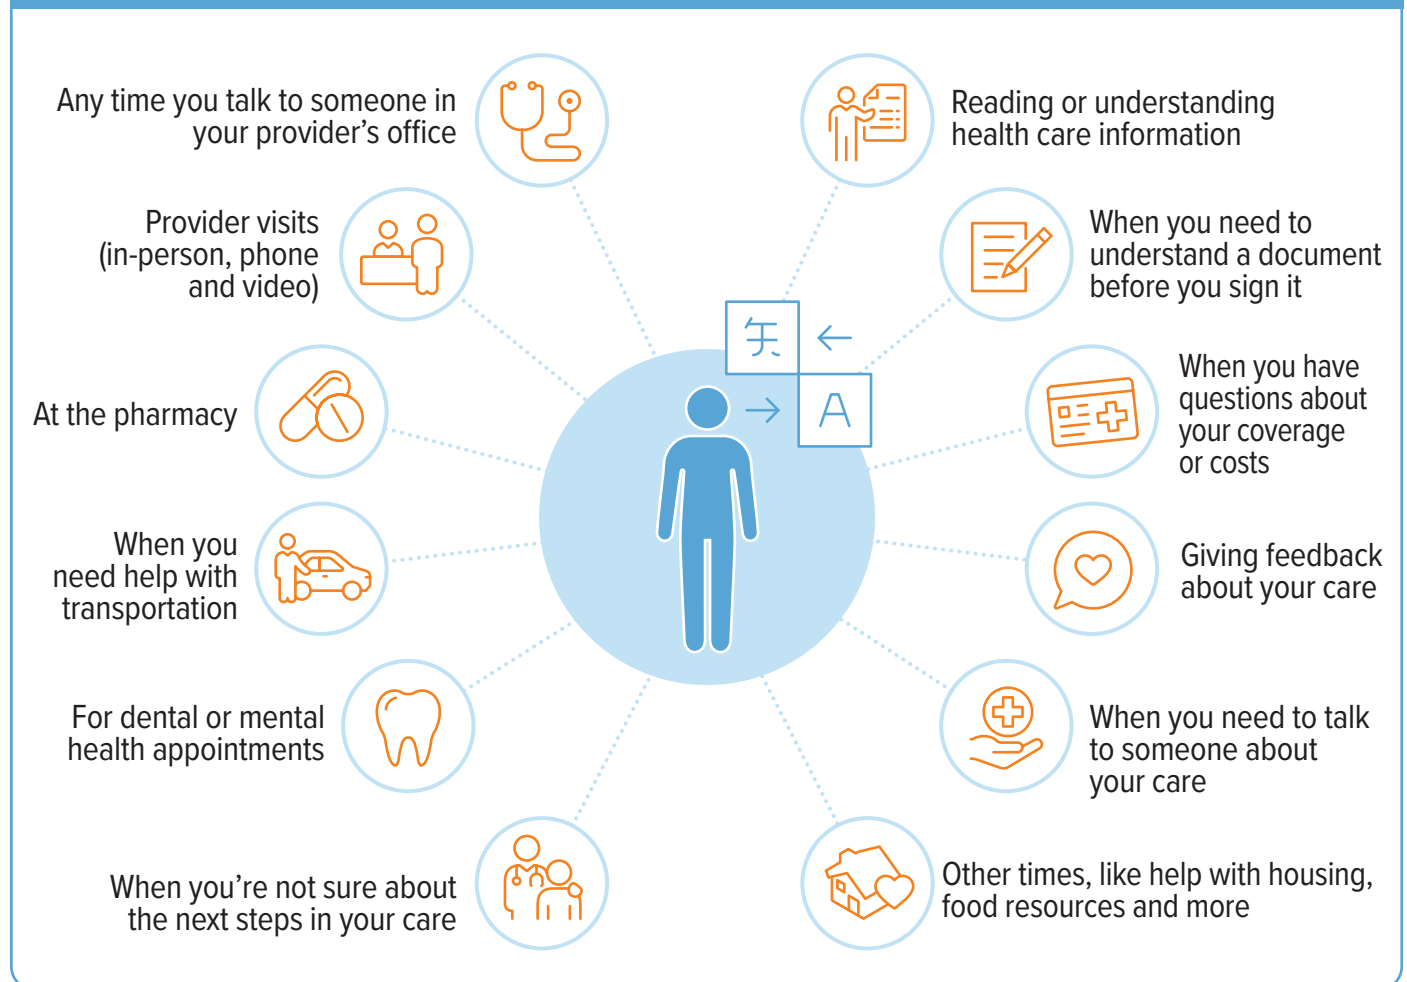 Any time you talk to someone in
your provider’s office
Provider visits
(in-person, phone
and video)
At the pharmacy
When you
need help with
transportation
For dental or mental
health appointments
When you’re not sure about
the next steps in your care
A
Reading or understanding
health care information
When you need to
understand a document
before you sign it
When you have
questions about
your coverage
or costs
Giving feedback
about your care
When you need to talk
to someone about
your care
Other times, like help with housing,
food resources and more